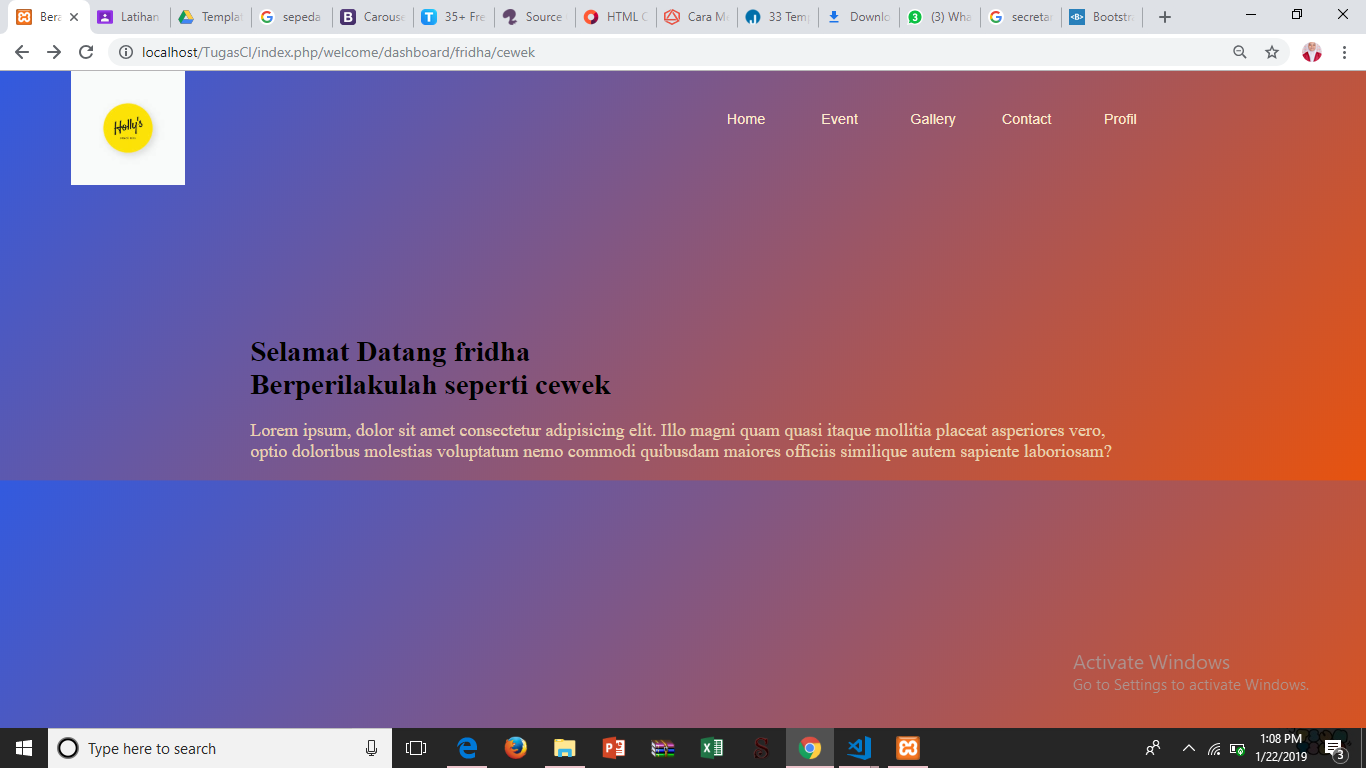 Bera
Latihan
Templat
sepeda
Carouse
35+ Fre
Source
HTML C
Cara Me
33 Temp
Downlo
(3) Wha
secretar
Bootstra
localhost/TugasCI/index.php/welcome/dashboard/fridha/cewek
Holly's
Home Event Gallery Contact Profil
Selamat Datang fridha
Berperilakulah seperti cewek
Lorem ipsum, dolor sit amet consectetur adipisicing elit. Illo magni quam quasi itaque mollitia placeat asperiores vero,
optio doloribus molestias voluptatum nemo commodi quibusdam maiores officiis similique autem sapiente laboriosam?
Activate Windows
Go to Settings to activate Windows.
Type here to search
1:08 PM
1/22/2019
3